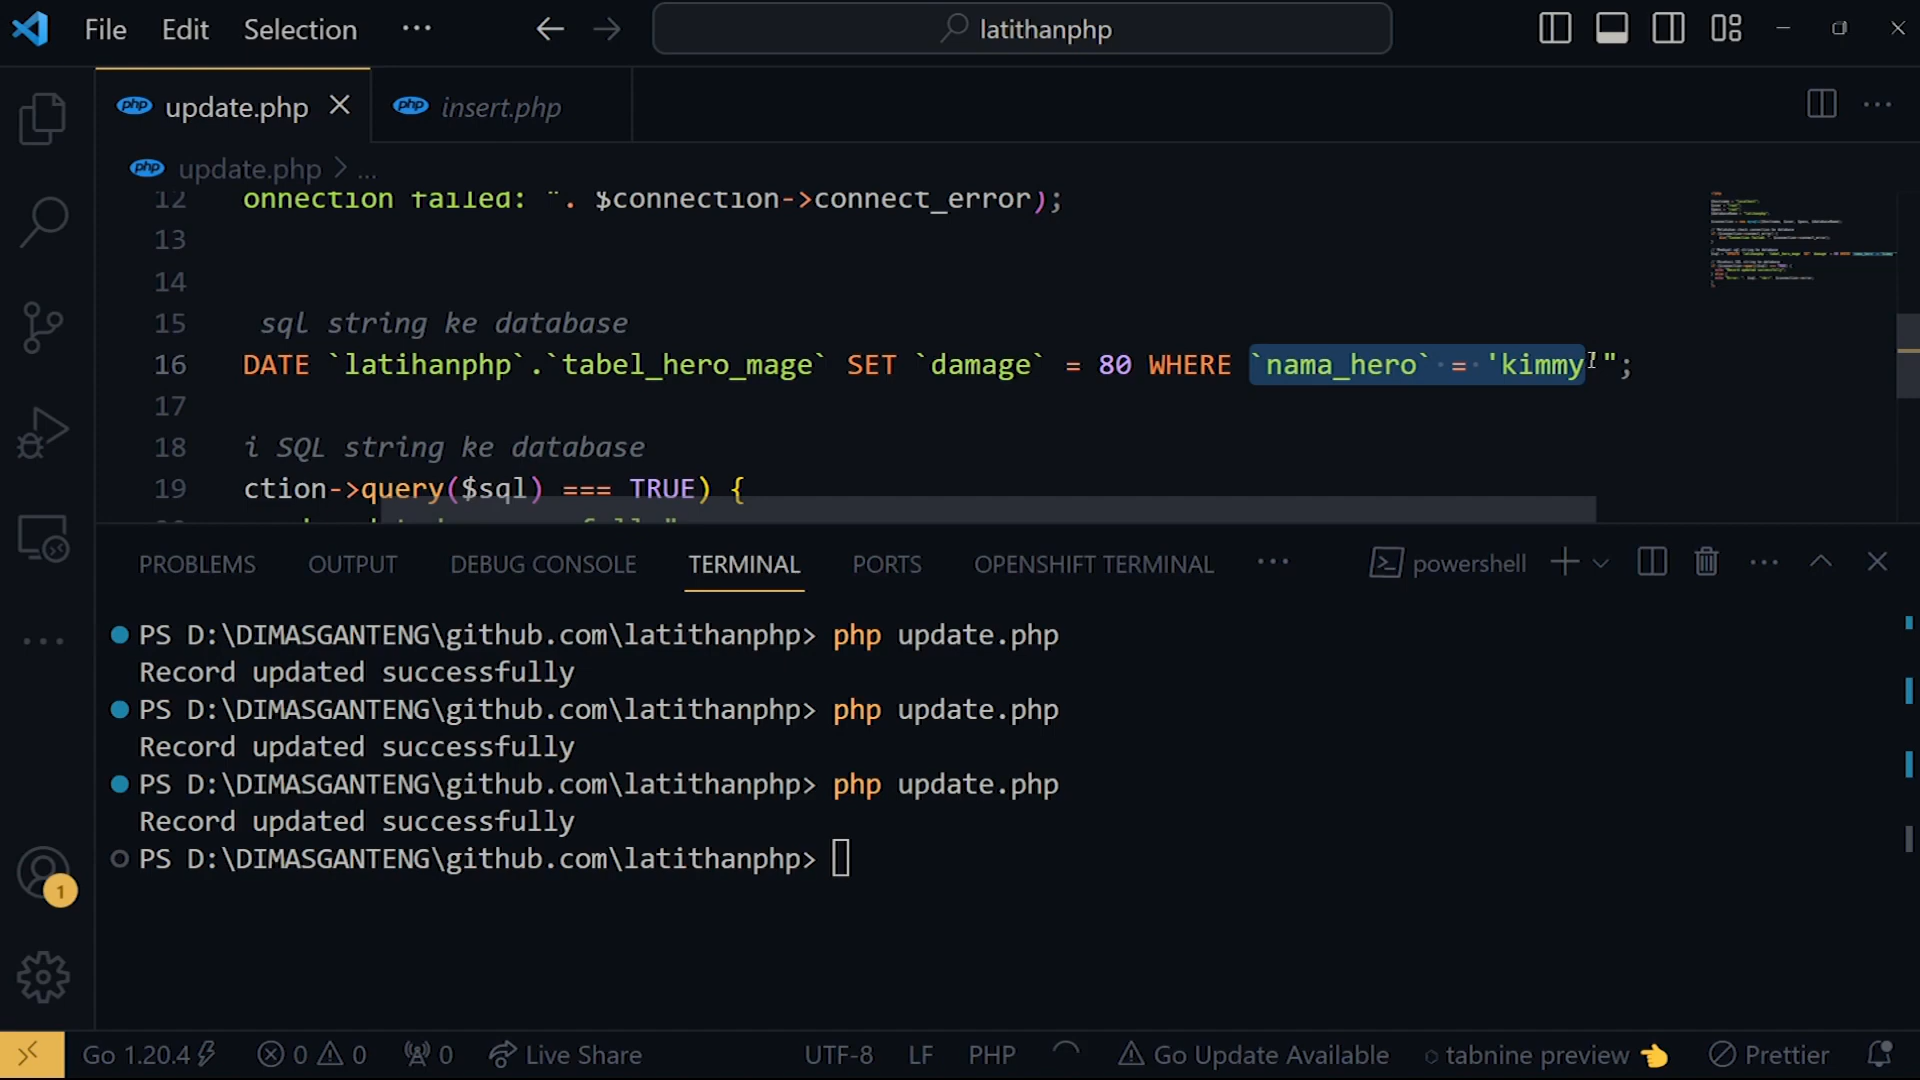 File Edit Selection ··· latithanphp
php update.php php insert.php
php update.php > ...
12 onnection failed: ". $connection->connect_error);
13
14
15 sql string ke database
16 DATE `latihanphp`.`tabel_hero_mage` SET `damage` = 80 WHERE `nama_hero` = 'kimmy'";
17
18 i SQL string ke database
19 ction->query($sql) === TRUE) {
PROBLEMS OUTPUT DEBUG CONSOLE TERMINAL PORTS OPENSHIFT TERMINAL ··· powershell
PS D:\DIMASGANTENG\github.com\latithanphp> php update.php
Record updated successfully
PS D:\DIMASGANTENG\github.com\latithanphp> php update.php
Record updated successfully
PS D:\DIMASGANTENG\github.com\latithanphp> php update.php
Record updated successfully
PS D:\DIMASGANTENG\github.com\latithanphp>
1
Go 1.20.4 0 0 0 Live Share UTF-8 LF PHP Go Update Available tabnine preview 👈 Prettier